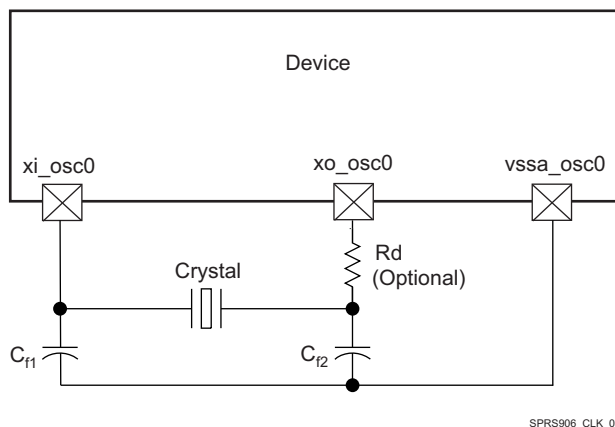 Device
xi_osc0
xo_osc0
vssa_osc0
Crystal
Rd
(Optional)
Cf1
Cf2
SPRS906_CLK_0